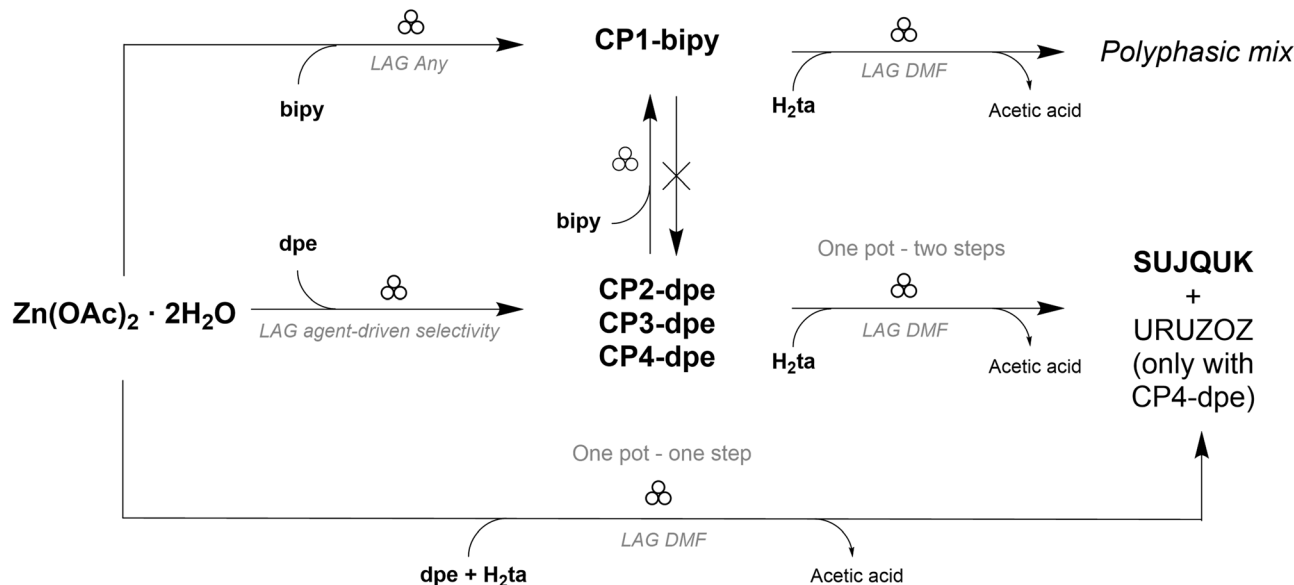 LAG Any
bipy
CP1-bipy
LAG DMF
H₂ta
Acetic acid
Polyphasic mix
bipy
Zn(OAc)₂ · 2H₂O
dpe
LAG agent-driven selectivity
CP2-dpe
CP3-dpe
CP4-dpe
One pot - two steps
LAG DMF
H₂ta
Acetic acid
SUJQUK
+
URUZOZ
(only with
CP4-dpe)
One pot - one step
LAG DMF
dpe + H₂ta
Acetic acid